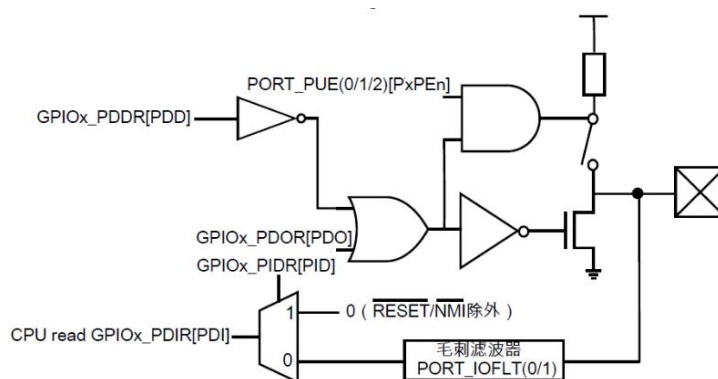 PORT_PUE(0/1/2)[PxPEn]
GPIOx_PDDR[PDD]
GPIOx_PDOR[PDO]
GPIOx_PIDR[PID]
1
0（RESET/NMI除外）
CPU read GPIOx_PDIR[PDI]
0
毛刺滤波器
PORT_IOFLT(0/1)